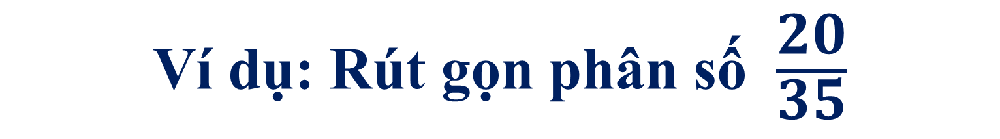 Ví dụ: Rút gọn phân số 20/35